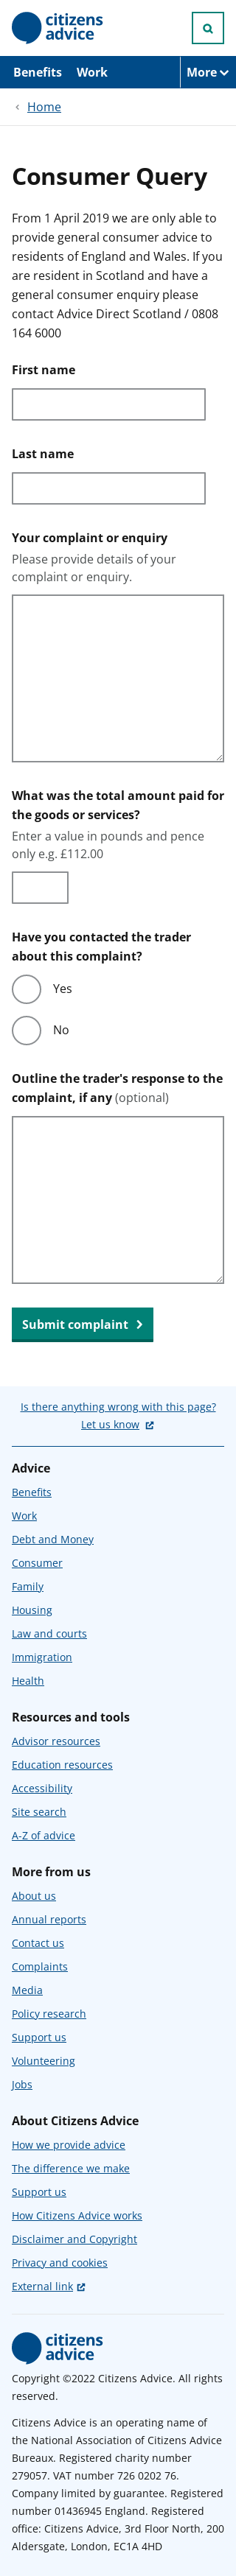 citizens
advice
Benefits Work More
Home
Consumer Query
From 1 April 2019 we are only able to
provide general consumer advice to
residents of England and Wales. If you
are resident in Scotland and have a
general consumer enquiry please
contact Advice Direct Scotland / 0808
164 6000
First name
Last name
Your complaint or enquiry
Please provide details of your
complaint or enquiry.
What was the total amount paid for
the goods or services?
Enter a value in pounds and pence
only e.g. £112.00
Have you contacted the trader
about this complaint?
Yes
No
Outline the trader's response to the
complaint, if any (optional)
Submit complaint
Is there anything wrong with this page?
Let us know
Advice
Benefits
Work
Debt and Money
Consumer
Family
Housing
Law and courts
Immigration
Health
Resources and tools
Advisor resources
Education resources
Accessibility
Site search
A-Z of advice
More from us
About us
Annual reports
Contact us
Complaints
Media
Policy research
Support us
Volunteering
Jobs
About Citizens Advice
How we provide advice
The difference we make
Support us
How Citizens Advice works
Disclaimer and Copyright
Privacy and cookies
External link
citizens
advice
Copyright ©2022 Citizens Advice. All rights
reserved.
Citizens Advice is an operating name of
the National Association of Citizens Advice
Bureaux. Registered charity number
279057. VAT number 726 0202 76.
Company limited by guarantee. Registered
number 01436945 England. Registered
office: Citizens Advice, 3rd Floor North, 200
Aldersgate, London, EC1A 4HD